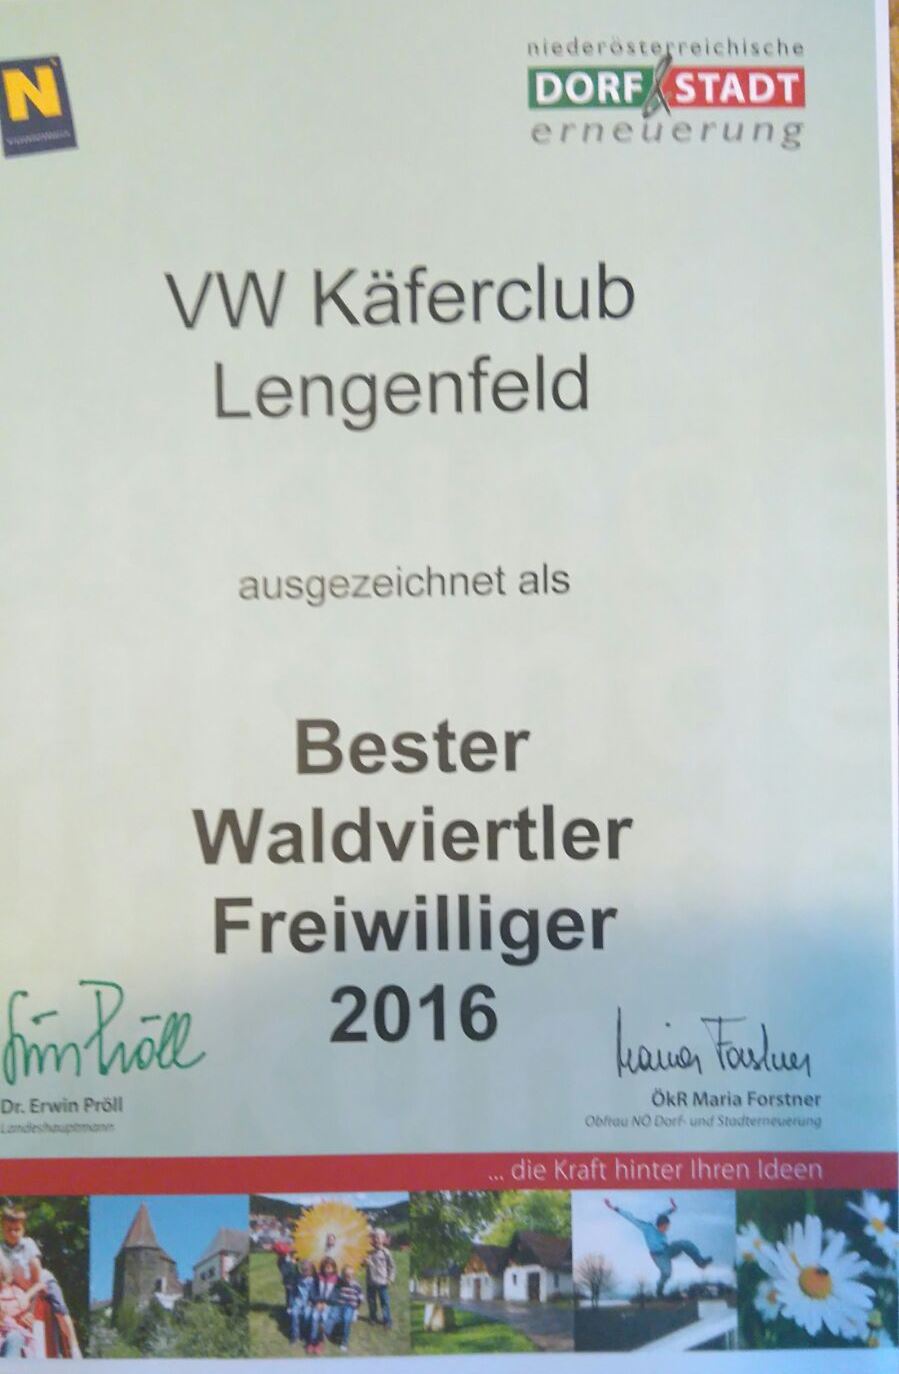 N
niederösterreichische
DORF & STADT
erneuerung
VW Käferclub
Lengenfeld
ausgezeichnet als
Bester
Waldviertler
Freiwilliger
2016
Erwin Pröll
Maria Forstner
Dr. Erwin Pröll
ÖkR Maria Forstner
Landeshauptmann
Obfrau NÖ Dorf- und Stadterneuerung
... die Kraft hinter Ihren Ideen